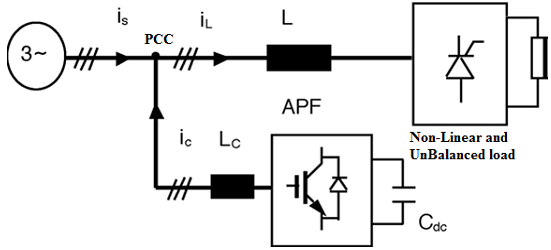 i_s
PCC
i_L
L
3~
APF
Non-Linear and
UnBalanced load
i_c
L_C
C_dc